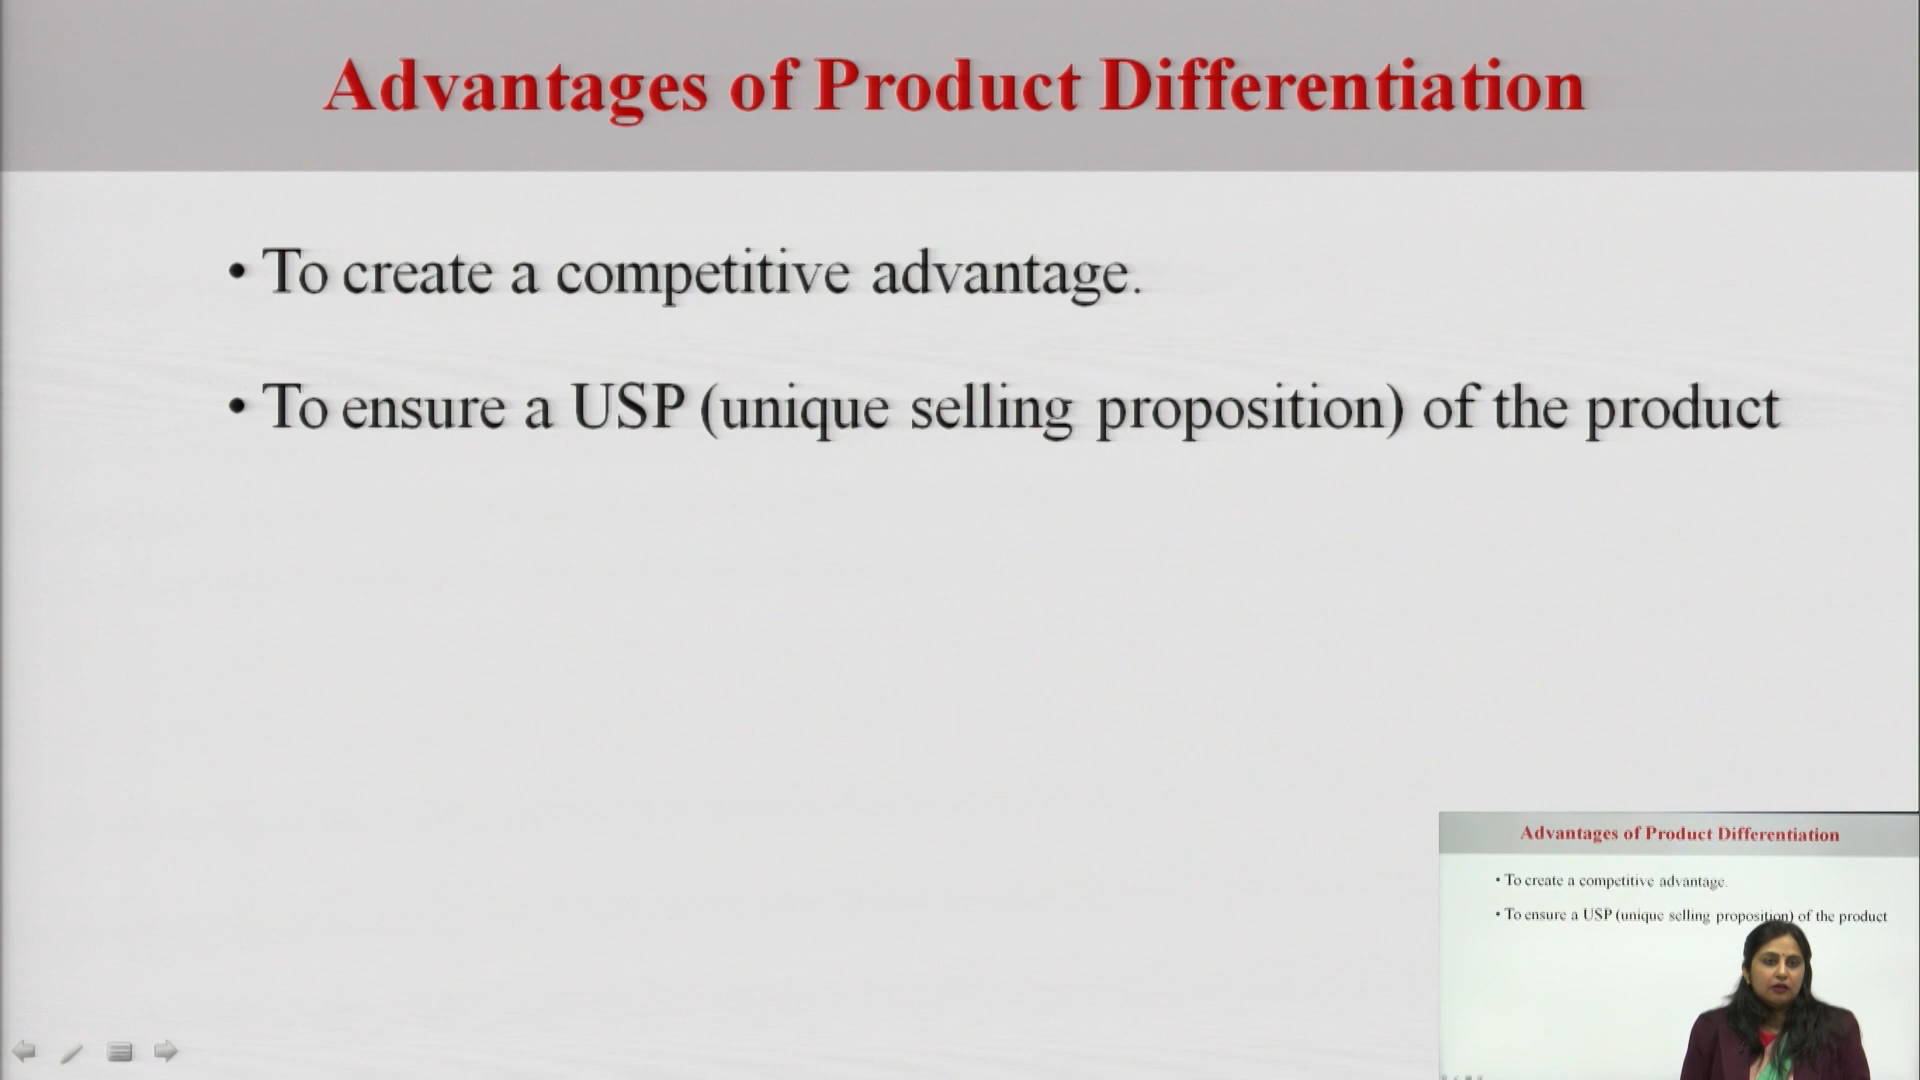 Advantages of Product Differentiation
• To create a competitive advantage.
• To ensure a USP (unique selling proposition) of the product
Advantages of Product Differentiation
• To create a competitive advantage.
• To ensure a USP (unique selling proposition) of the product